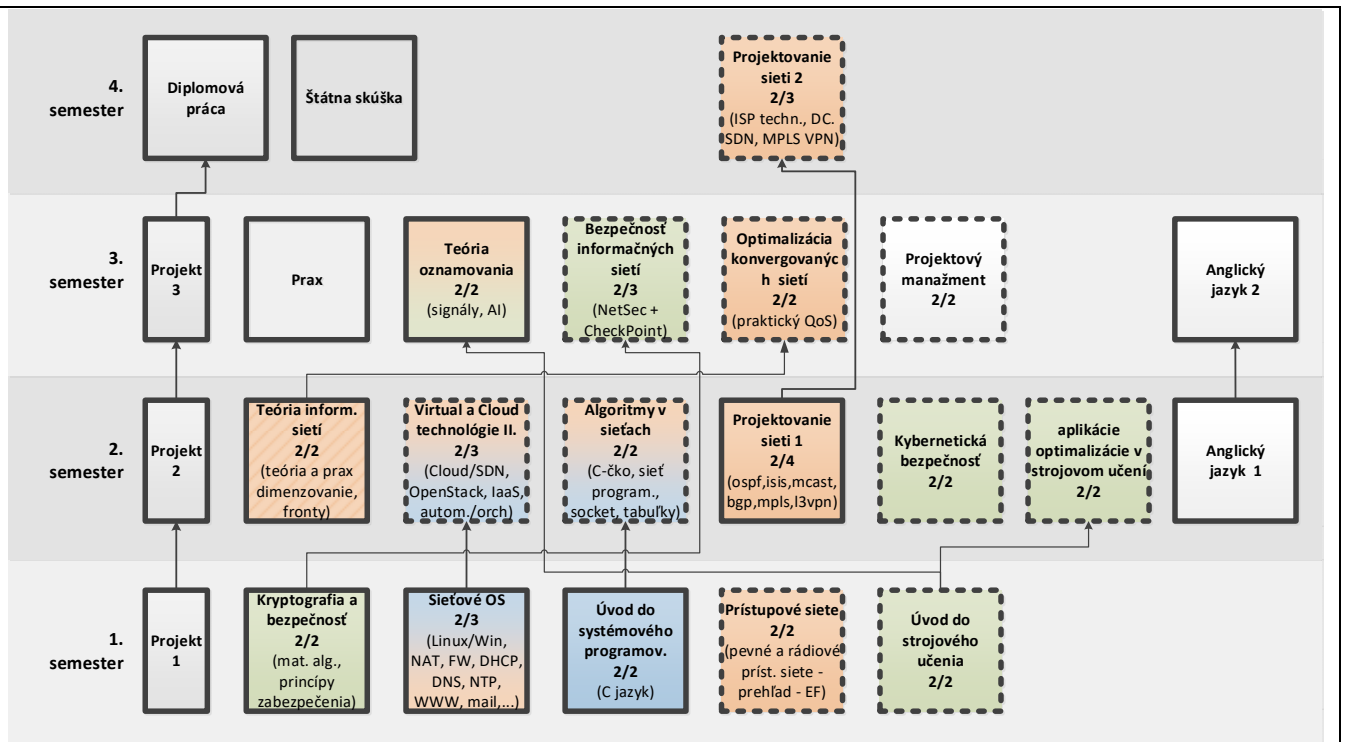 4.
semester
Diplomová
práca
Štátna skúška
Projektovanie
sieti 2
2/3
(ISP techn., DC.
SDN, MPLS VPN)
3.
semester
Projekt
3
Prax
Teória
oznamovania
2/2
(signály, AI)
Bezpečnosť
informačných
sietí
2/3
(NetSec +
CheckPoint)
Optimalizácia
konvergovanýc
h sietí
2/2
(praktický QoS)
Projektový
manažment
2/2
Anglický
jazyk 2
2.
semester
Projekt
2
Teória inform.
sietí
2/2
(teória a prax
dimenzovanie,
fronty)
Virtual a Cloud
technológie II.
2/3
(Cloud/SDN,
OpenStack, IaaS,
autom./orch)
Algoritmy v
sieťach
2/2
(C-čko, sieť
program.,
socket, tabuľky)
Projektovanie
sieti 1
2/4
(ospf,isis,mcast,
bgp,mpls,l3vpn)
Kybernetická
bezpečnosť
2/2
aplikácie
optimalizácie v
strojovom učení
2/2
Anglický
jazyk 1
1.
semester
Projekt
1
Kryptografia a
bezpečnosť
2/2
(mat. alg.,
princípy
zabezpečenia)
Sieťové OS
2/3
(Linux/Win,
NAT, FW, DHCP,
DNS, NTP,
WWW, mail,...)
Úvod do
systémového
programov.
2/2
(C jazyk)
Prístupové siete
2/2
(pevné a rádiové
príst. siete -
prehľad - EF)
Úvod do
strojového
učenia
2/2